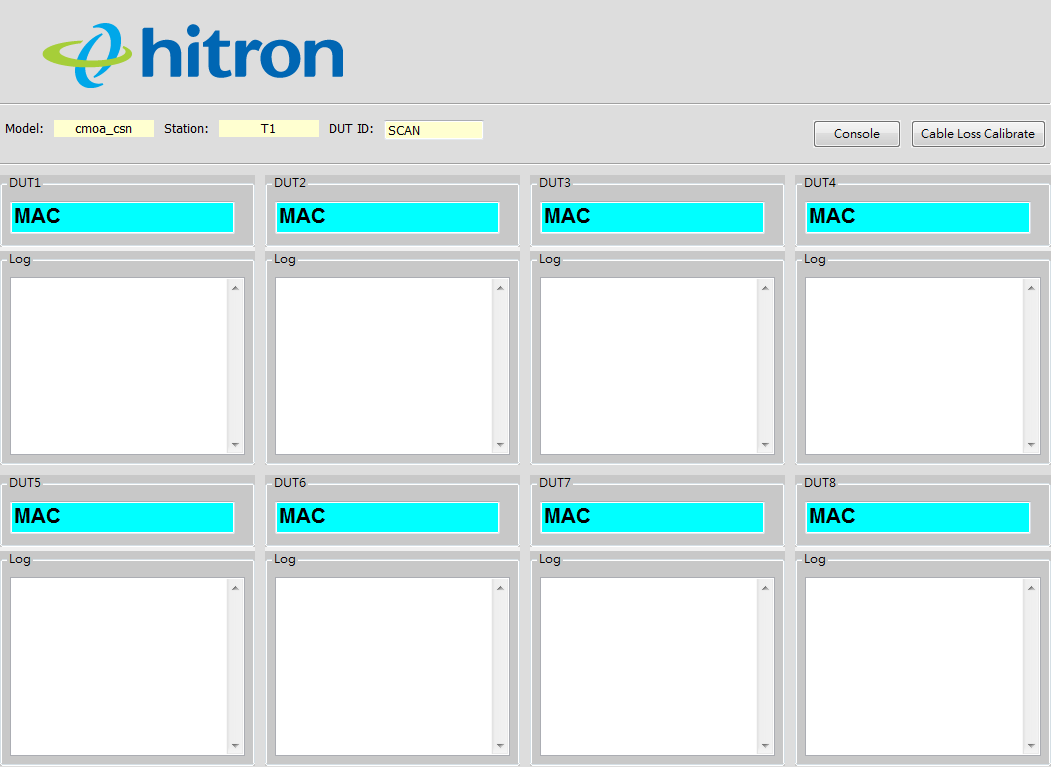 hitron
Model: cmoa_csn Station: T1 DUT ID: SCAN Console Cable Loss Calibrate
DUT1 DUT2 DUT3 DUT4
MAC MAC MAC MAC
Log Log Log Log
DUT5 DUT6 DUT7 DUT8
MAC MAC MAC MAC
Log Log Log Log